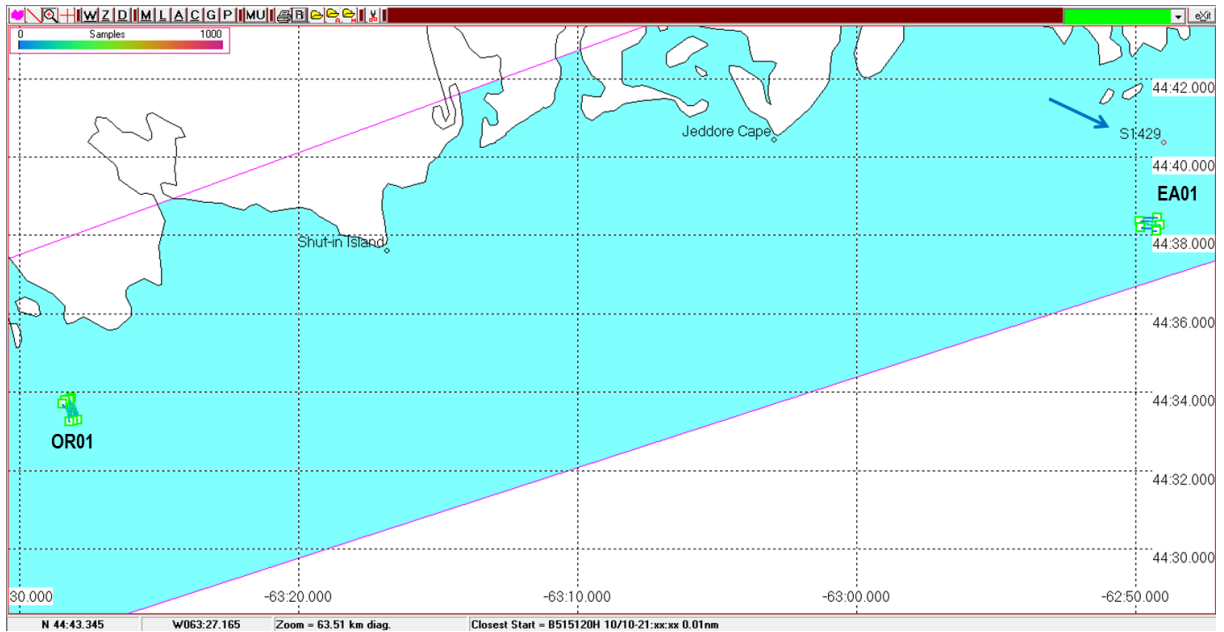 W Z D M L A C G P MU R eXit
0 Samples 1000
44:42.000
Jeddore Cape
S1429
44:40.000
EA01
Shut-in Island
44:38.000
44:36.000
44:34.000
OR01
44:32.000
44:30.000
30.000 -63:20.000 -63:10.000 -63:00.000 -62:50.000
N 44:43.345 W063:27.165 Zoom = 63.51 km diag. Closest Start = B515120H 10/10-21:xx:xx 0.01nm